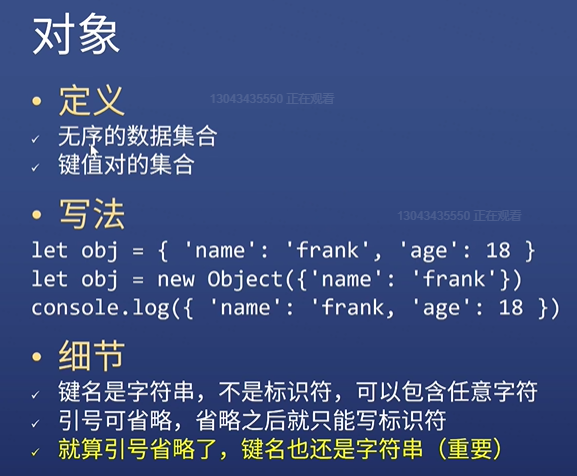 对象
• 定义
13043435550 正在观看
✓ 无序的数据集合
✓ 键值对的集合
• 写法
13043435550 正在观看
let obj = { 'name': 'frank', 'age': 18 }
let obj = new Object({'name': 'frank'})
console.log({ 'name': 'frank, 'age': 18 })
• 细节
✓ 键名是字符串，不是标识符，可以包含任意字符
✓ 引号可省略，省略之后就只能写标识符
✓ 就算引号省略了，键名也还是字符串（重要）